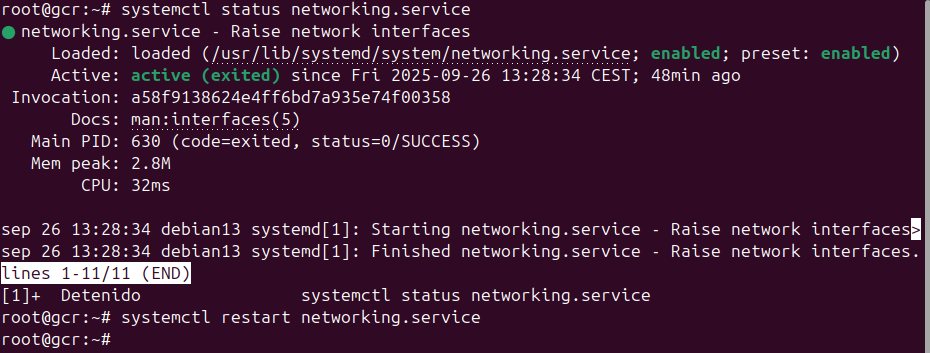 root@gcr:~# systemctl status networking.service
● networking.service - Raise network interfaces
Loaded: loaded (/usr/lib/systemd/system/networking.service; enabled; preset: enabled)
Active: active (exited) since Fri 2025-09-26 13:28:34 CEST; 48min ago
Invocation: a58f9138624e4ff6bd7a935e74f00358
Docs: man:interfaces(5)
Main PID: 630 (code=exited, status=0/SUCCESS)
Mem peak: 2.8M
CPU: 32ms
sep 26 13:28:34 debian13 systemd[1]: Starting networking.service - Raise network interfaces>
sep 26 13:28:34 debian13 systemd[1]: Finished networking.service - Raise network interfaces.
lines 1-11/11 (END)
[1]+  Detenido                systemctl status networking.service
root@gcr:~# systemctl restart networking.service
root@gcr:~#